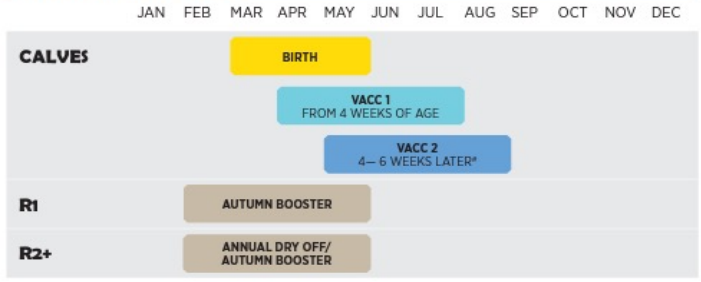 JAN FEB MAR APR MAY JUN JUL AUG SEP OCT NOV DEC
CALVES
BIRTH
VACC 1
FROM 4 WEEKS OF AGE
VACC 2
4— 6 WEEKS LATER*
R1
AUTUMN BOOSTER
R2+
ANNUAL DRY OFF/
AUTUMN BOOSTER